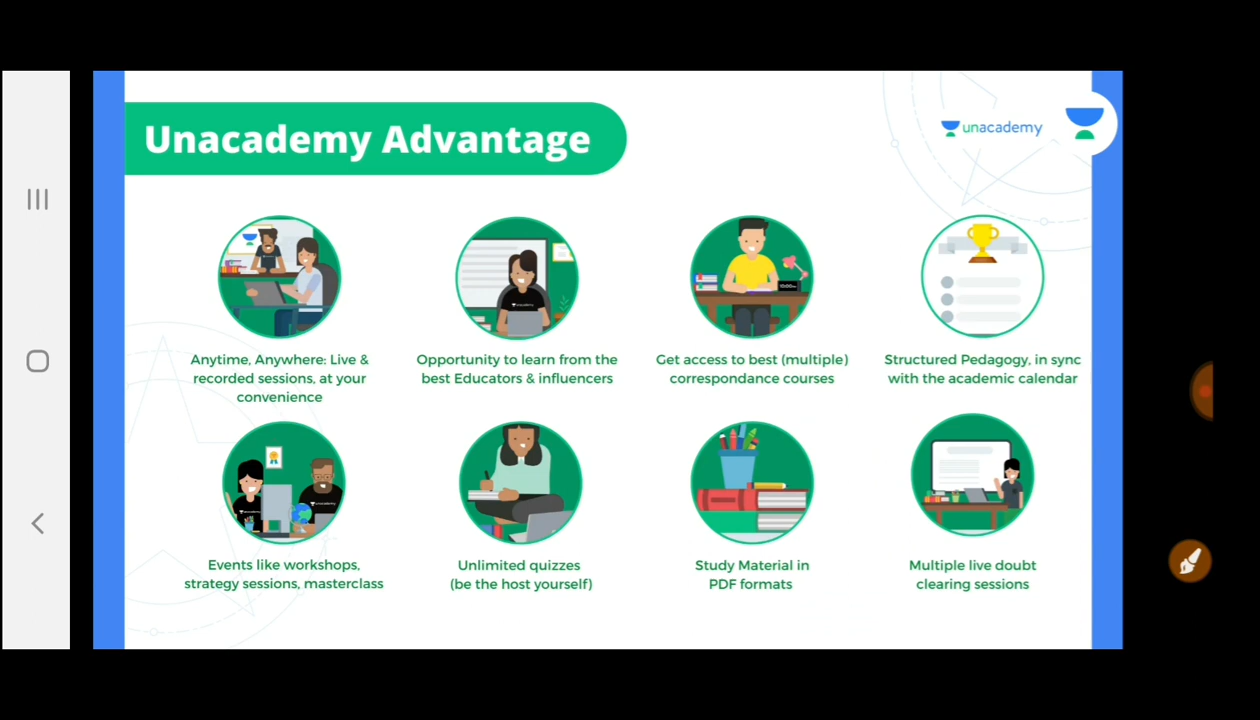 Unacademy Advantage
unacademy
Anytime, Anywhere: Live &
recorded sessions, at your
convenience
Opportunity to learn from the
best Educators & influencers
Get access to best (multiple)
correspondance courses
Structured Pedagogy, in sync
with the academic calendar
Events like workshops,
strategy sessions, masterclass
Unlimited quizzes
(be the host yourself)
Study Material in
PDF formats
Multiple live doubt
clearing sessions